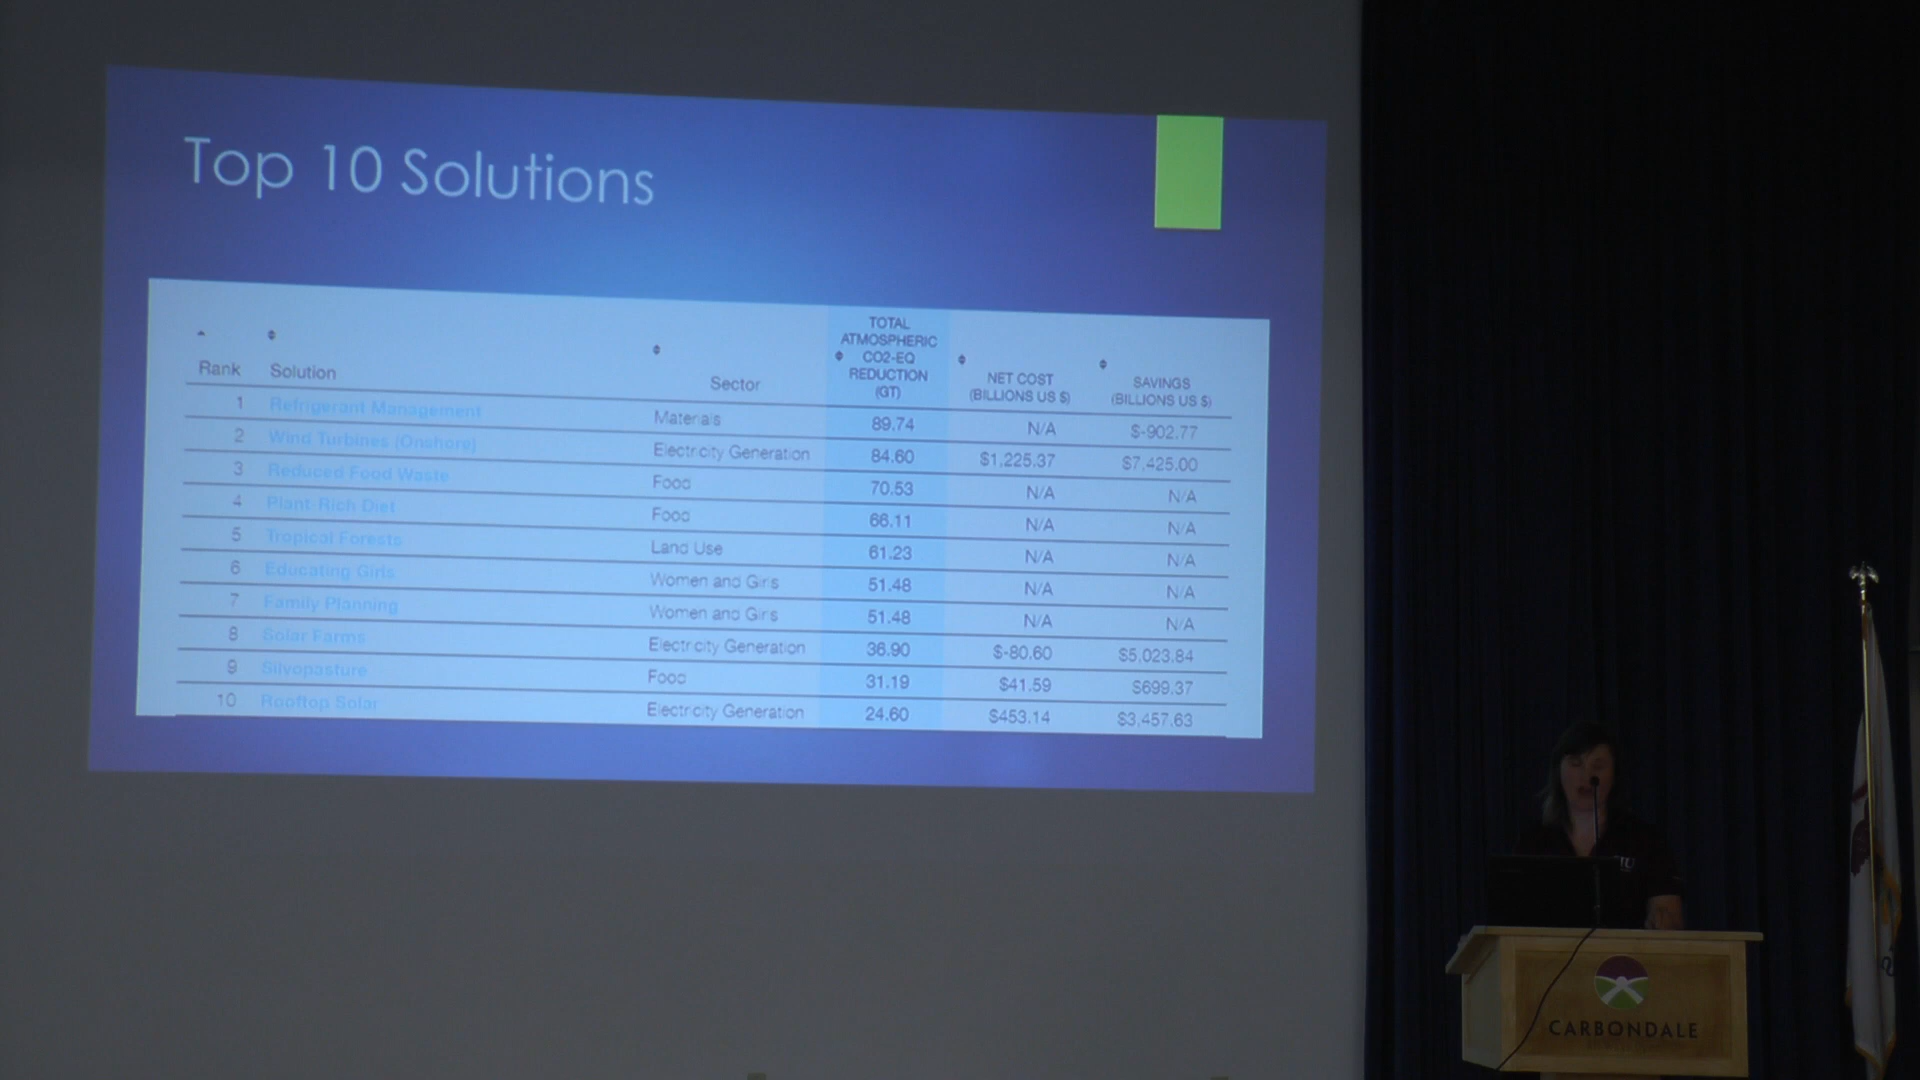 Top 10 Solutions
Rank Solution Sector TOTAL ATMOSPHERIC CO2-EQ REDUCTION (GT) NET COST (BILLIONS US $) SAVINGS (BILLIONS US $)
1 Refrigerant Management Materials 89.74 N/A $-902.77
2 Wind Turbines (Onshore) Electricity Generation 84.60 $1,225.37 $7,425.00
3 Reduced Food Waste Food 70.53 N/A N/A
4 Plant-Rich Diet Food 66.11 N/A N/A
5 Tropical Forests Land Use 61.23 N/A N/A
6 Educating Girls Women and Girls 51.48 N/A N/A
7 Family Planning Women and Girls 51.48 N/A N/A
8 Solar Farms Electricity Generation 36.90 $-80.60 $5,023.84
9 Silvopasture Food 31.19 $41.59 $699.37
10 Rooftop Solar Electricity Generation 24.60 $453.14 $3,457.63
CARBONDALE